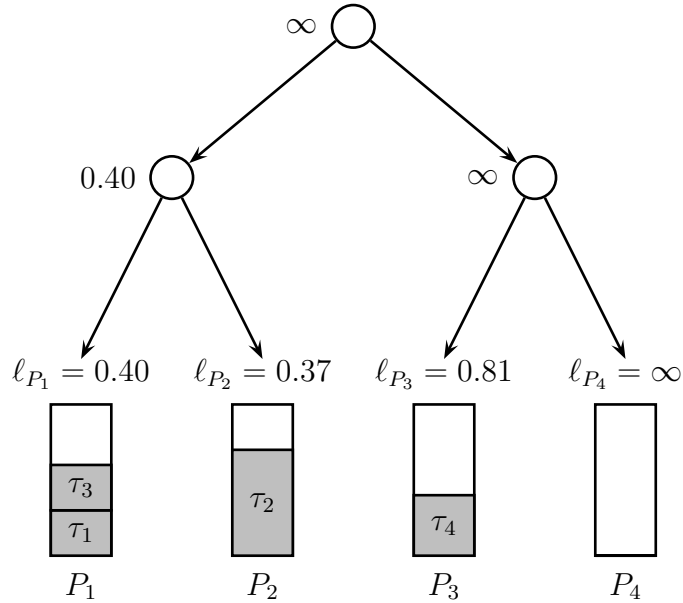 ∞
0.40 ∞
ℓ_{P_1} = 0.40 ℓ_{P_2} = 0.37 ℓ_{P_3} = 0.81 ℓ_{P_4} = ∞
τ_3
τ_2
τ_4
τ_1
P_1 P_2 P_3 P_4